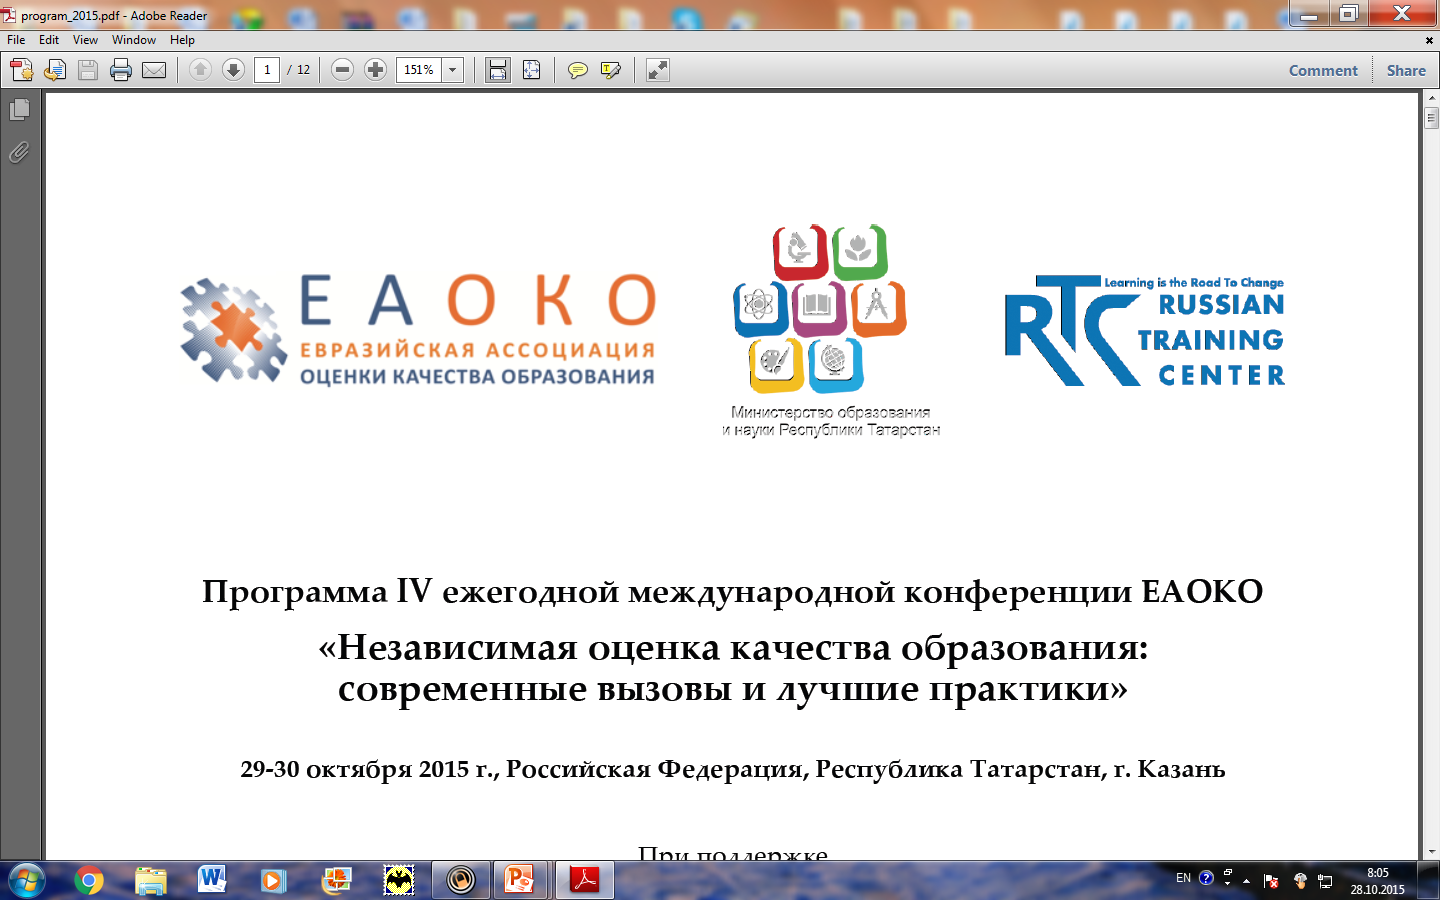 program_2015.pdf - Adobe Reader
File Edit View Window Help
1 / 12 151% Comment Share
ЕАОКО
ЕВРАЗИЙСКАЯ АССОЦИАЦИЯ
ОЦЕНКИ КАЧЕСТВА ОБРАЗОВАНИЯ
Министерство образования
и науки Республики Татарстан
Learning is the Road To Change
RTC RUSSIAN
TRAINING
CENTER
Программа IV ежегодной международной конференции ЕАОКО
«Независимая оценка качества образования:
современные вызовы и лучшие практики»
29-30 октября 2015 г., Российская Федерация, Республика Татарстан, г. Казань
При поддержке
EN
8:05
28.10.2015